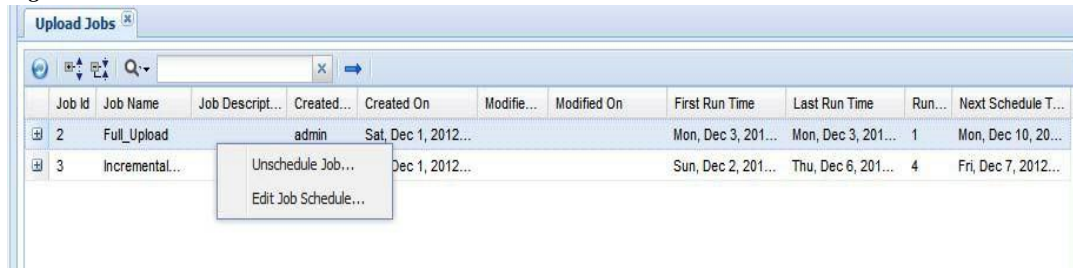 Upload Jobs
Job Id Job Name Job Descript... Created... Created On Modifie... Modified On First Run Time Last Run Time Run... Next Schedule T...
2 Full_Upload admin Sat, Dec 1, 2012... Mon, Dec 3, 201... Mon, Dec 3, 201... 1 Mon, Dec 10, 20...
3 Incremental... Dec 1, 2012... Sun, Dec 2, 201... Thu, Dec 6, 201... 4 Fri, Dec 7, 2012...
Unschedule Job...
Edit Job Schedule...